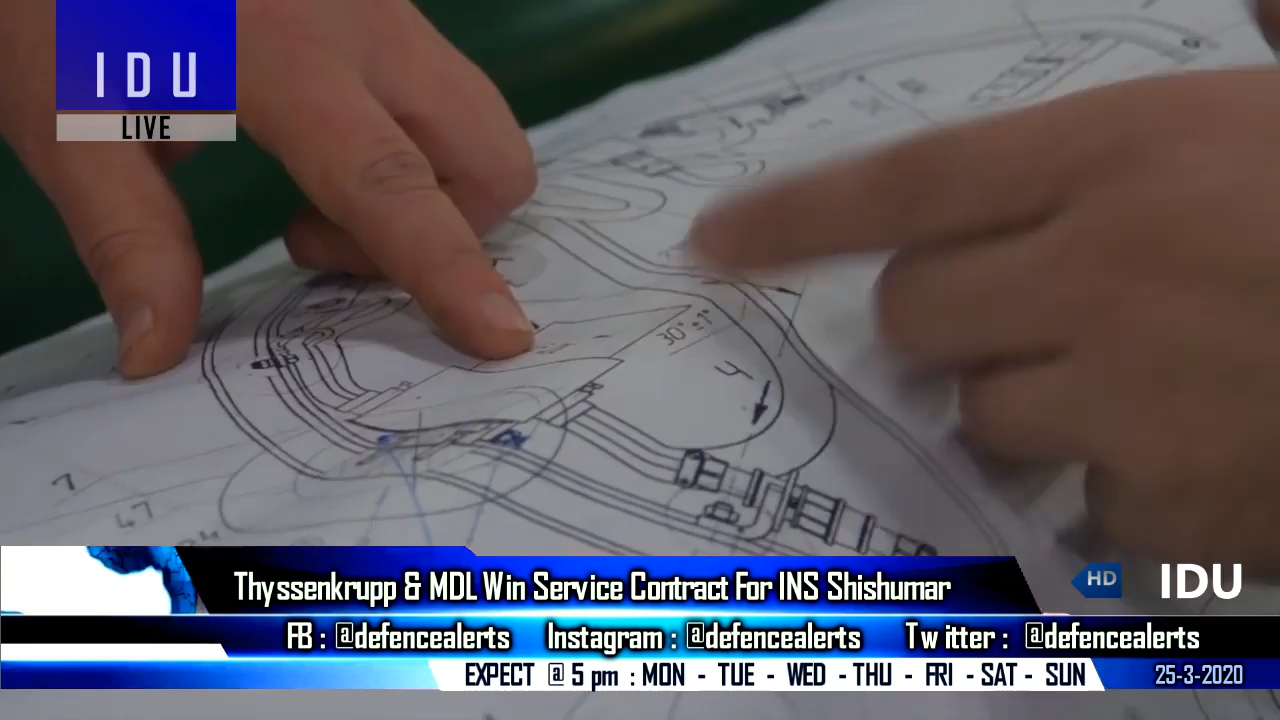 IDU
LIVE
30°±1°
4
7
47
Thyssenkrupp & MDL Win Service Contract For INS Shishumar
HD
IDU
FB : @defencealerts Instagram : @defencealerts Twitter : @defencealerts
EXPECT @ 5 pm : MON - TUE - WED - THU - FRI - SAT - SUN
25-3-2020